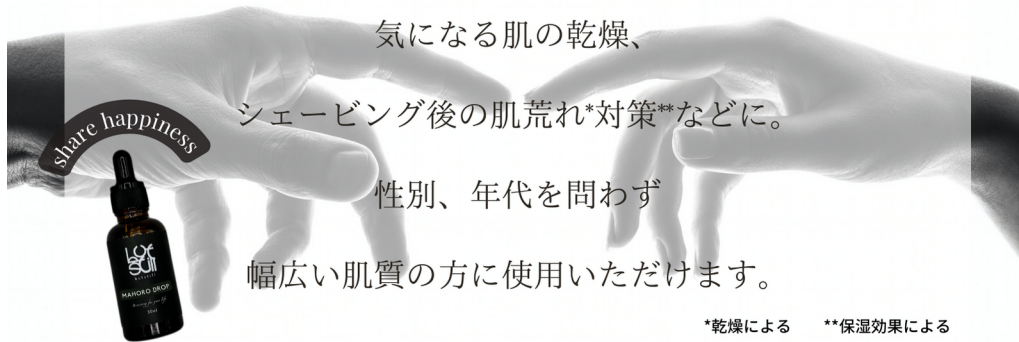 気になる肌の乾燥、
シェービング後の肌荒れ*対策**などに。
性別、年代を問わず
幅広い肌質の方に使用いただけます。
share happiness
MAHORO DROP
*乾燥による
**保湿効果による